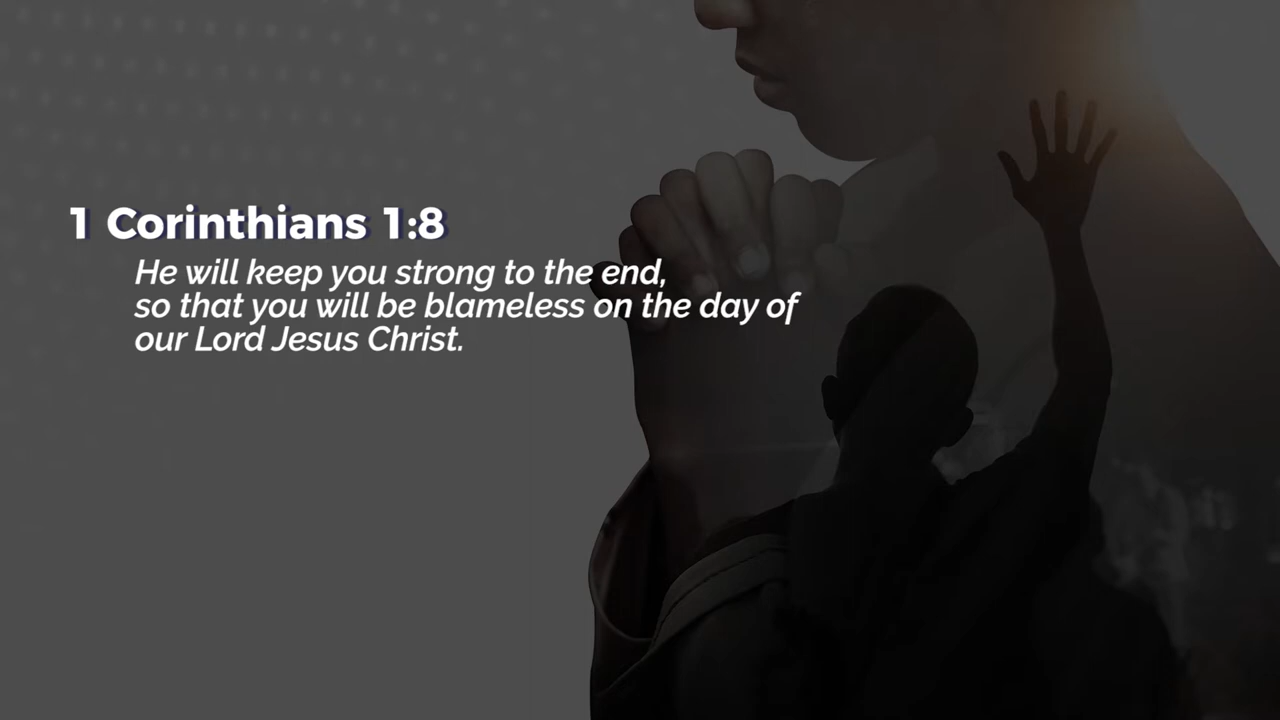 1 Corinthians 1:8
He will keep you strong to the end,
so that you will be blameless on the day of
our Lord Jesus Christ.